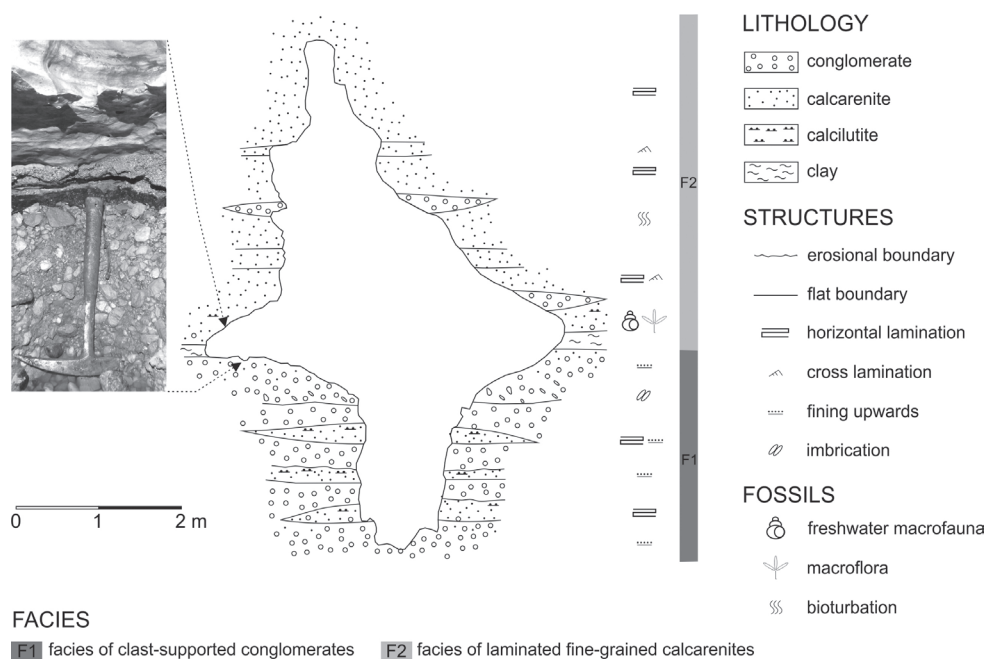 LITHOLOGY
conglomerate
calcarenite
calcilutite
clay
STRUCTURES
erosional boundary
flat boundary
horizontal lamination
cross lamination
fining upwards
imbrication
FOSSILS
freshwater macrofauna
macroflora
bioturbation
F2
F1
0 1 2 m
FACIES
F1 facies of clast-supported conglomerates
F2 facies of laminated fine-grained calcarenites